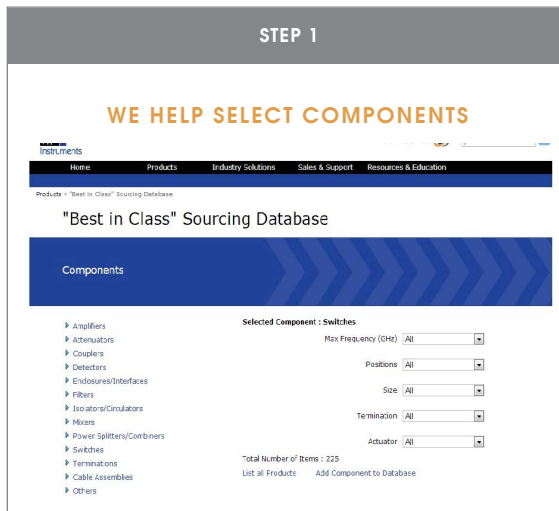 STEP 1
WE HELP SELECT COMPONENTS
Instruments
Home Products Industry Solutions Sales & Support Resources & Education
Products > "Best in Class" Sourcing Database
"Best in Class" Sourcing Database
Components
Amplifiers
Attenuators
Couplers
Detectors
Enclosures/Interfaces
Filters
Isolators/Circulators
Mixers
Power Splitters/Combiners
Switches
Terminations
Cable Assemblies
Others
Selected Component : Switches
Max Frequency (GHz) All
Positions All
Size All
Termination All
Actuator All
Total Number of Items : 225
List all Products Add Component to Database